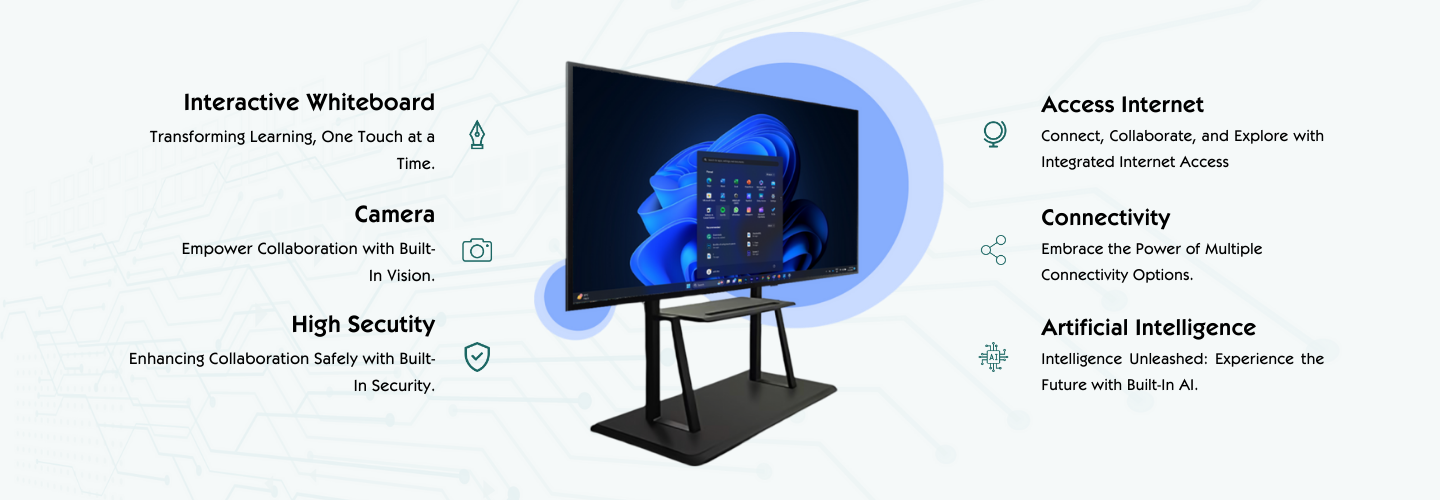 Interactive Whiteboard
Transforming Learning, One Touch at a
Time.
Camera
Empower Collaboration with Built-
In Vision.
High Secutity
Enhancing Collaboration Safely with Built-
In Security.
Access Internet
Connect, Collaborate, and Explore with
Integrated Internet Access
Connectivity
Embrace the Power of Multiple
Connectivity Options.
Artificial Intelligence
AI
Intelligence Unleashed: Experience the
Future with Built-In AI.